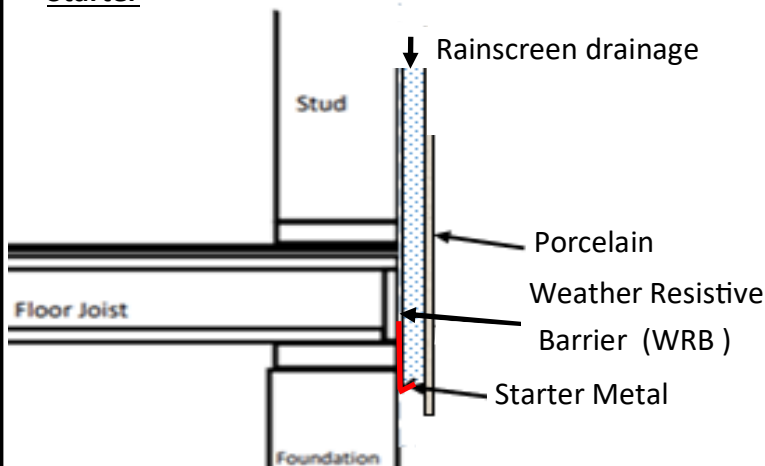 Starter
Rainscreen drainage
Stud
Porcelain
Weather Resistive
Barrier (WRB )
Floor Joist
Starter Metal
Foundation